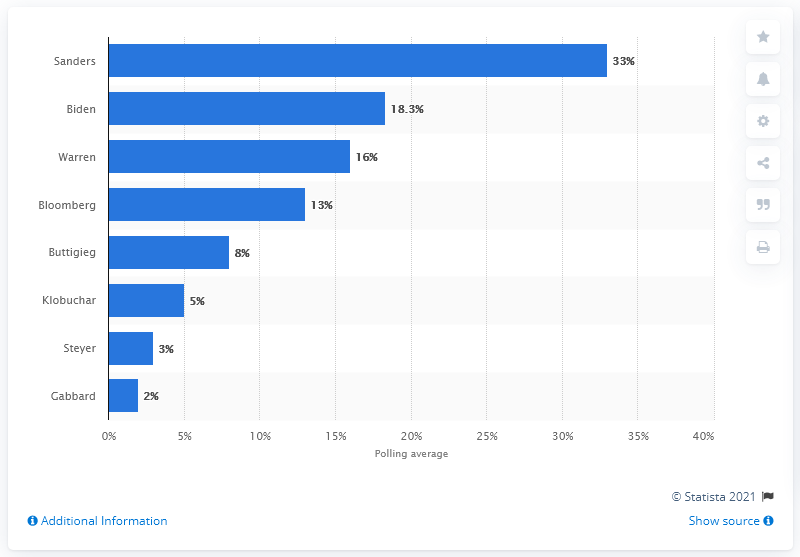 Sanders 33%
Biden 18.3%
Warren 16%
Bloomberg 13%
Buttigieg 8%
Klobuchar 5%
Steyer 3%
Gabbard 2%
0% 5% 10% 15% 20% 25% 30% 35% 40%
Polling average
© Statista 2021
Additional Information Show source